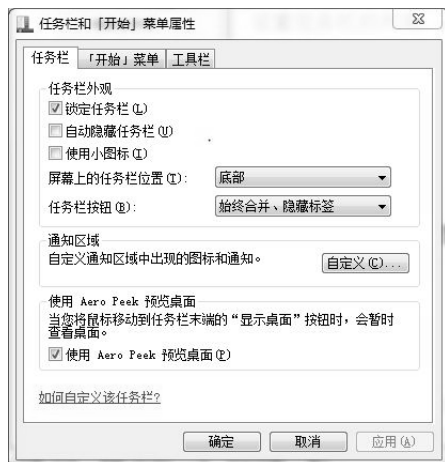 任务栏和「开始」菜单属性
任务栏 「开始」菜单 工具栏
任务栏外观
锁定任务栏(L)
自动隐藏任务栏(U)
使用小图标(I)
屏幕上的任务栏位置(T): 底部
任务栏按钮(B): 始终合并、隐藏标签
通知区域
自定义通知区域中出现的图标和通知。 自定义(C)...
使用 Aero Peek 预览桌面
当您将鼠标移动到任务栏末端的“显示桌面”按钮时，会暂时
查看桌面。
使用 Aero Peek 预览桌面(P)
如何自定义该任务栏?
确定 取消 应用(A)